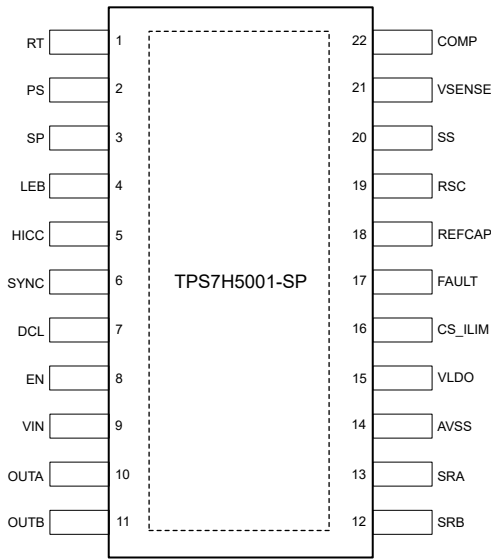 RT 1 22 COMP
PS 2 21 VSENSE
SP 3 20 SS
LEB 4 19 RSC
HICC 5 18 REFCAP
SYNC 6 TPS7H5001-SP 17 FAULT
DCL 7 16 CS_ILIM
EN 8 15 VLDO
VIN 9 14 AVSS
OUTA 10 13 SRA
OUTB 11 12 SRB